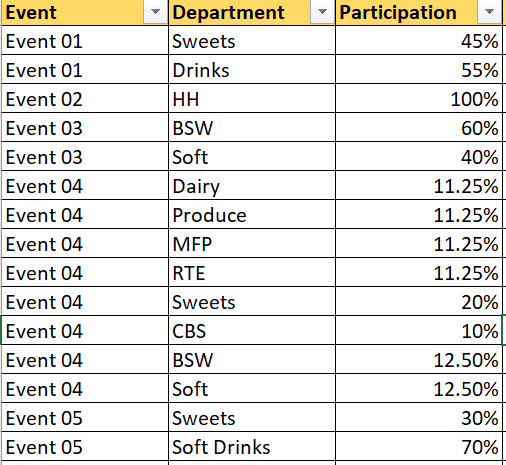 Event Department Participation
Event 01 Sweets 45%
Event 01 Drinks 55%
Event 02 HH 100%
Event 03 BSW 60%
Event 03 Soft 40%
Event 04 Dairy 11.25%
Event 04 Produce 11.25%
Event 04 MFP 11.25%
Event 04 RTE 11.25%
Event 04 Sweets 20%
Event 04 CBS 10%
Event 04 BSW 12.50%
Event 04 Soft 12.50%
Event 05 Sweets 30%
Event 05 Soft Drinks 70%